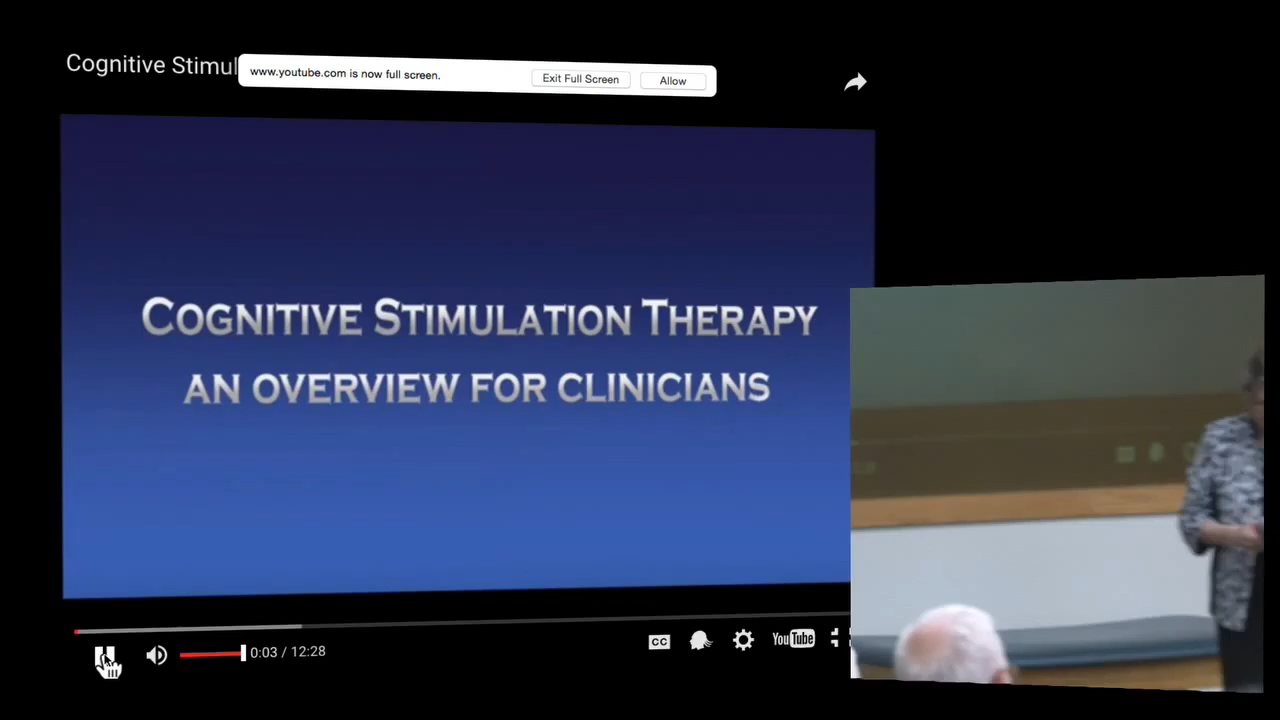 Cognitive Stimul
www.youtube.com is now full screen.
Exit Full Screen
Allow
COGNITIVE STIMULATION THERAPY
AN OVERVIEW FOR CLINICIANS
0:03 / 12:28
CC
YouTube